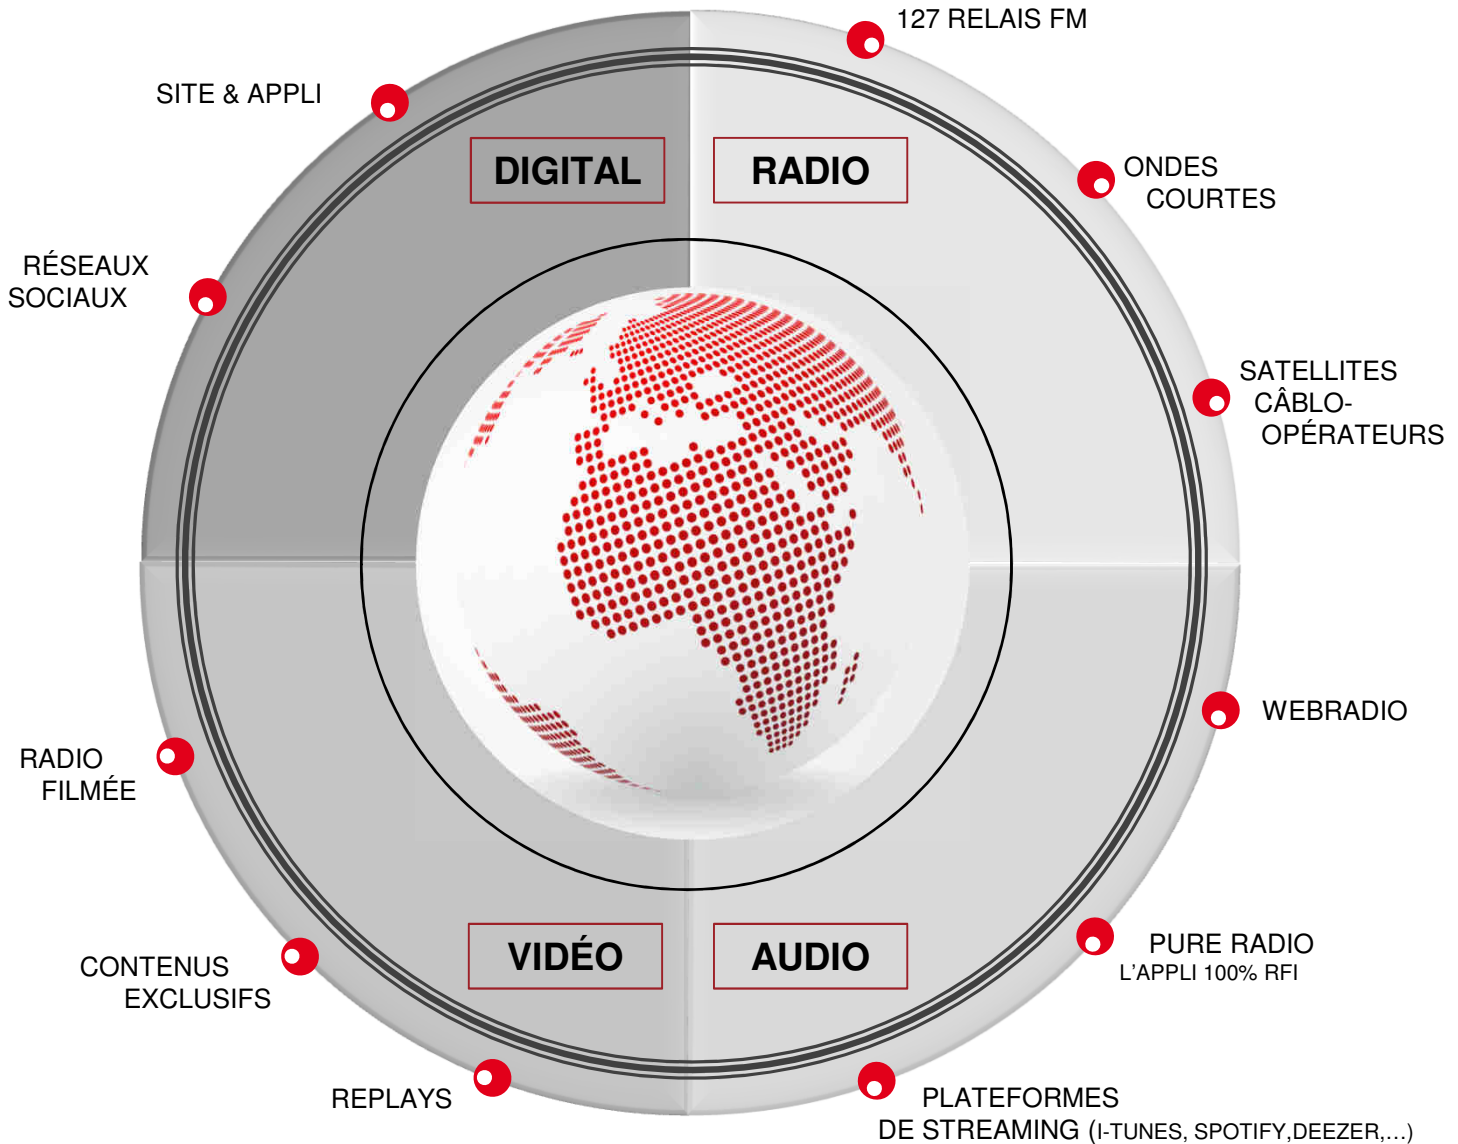 127 RELAIS FM
SITE & APPLI
DIGITAL
RADIO
ONDES
COURTES
RÉSEAUX
SOCIAUX
SATELLITES
CÂBLO-
OPÉRATEURS
WEBRADIO
RADIO
FILMÉE
VIDÉO
AUDIO
PURE RADIO
L'APPLI 100% RFI
CONTENUS
EXCLUSIFS
REPLAYS
PLATEFORMES
DE STREAMING (I-TUNES, SPOTIFY,DEEZER,...)